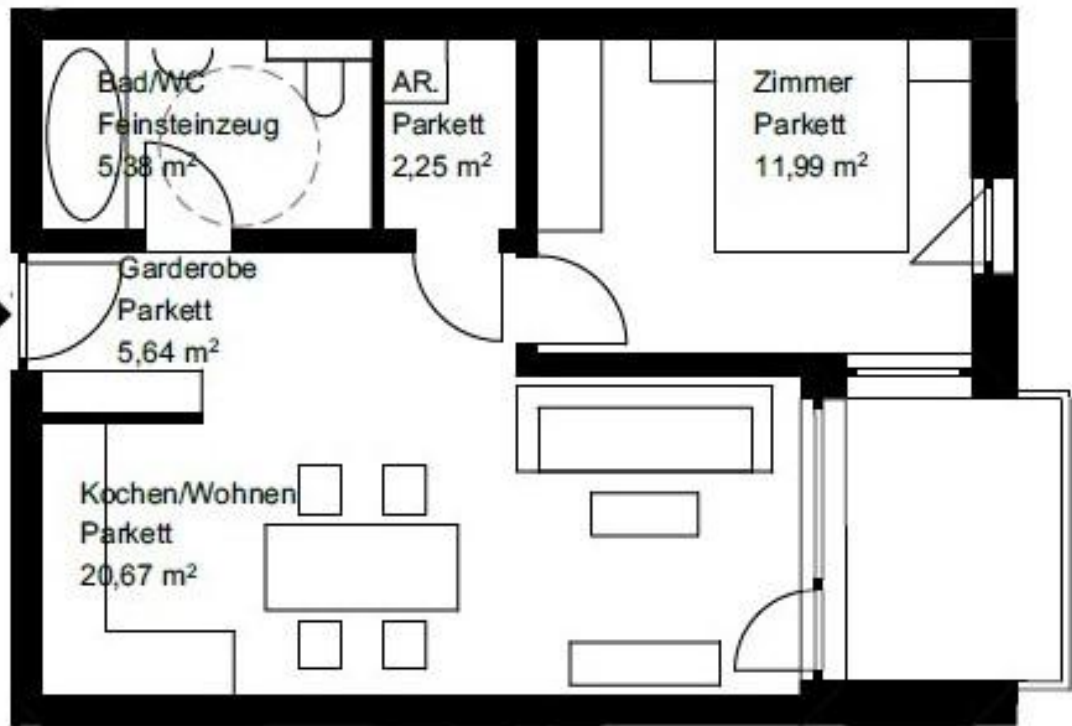 Bad/WC
Feinsteinzeug
5,38 m²
AR.
Parkett
2,25 m²
Zimmer
Parkett
11,99 m²
Garderobe
Parkett
5,64 m²
Kochen/Wohnen
Parkett
20,67 m²